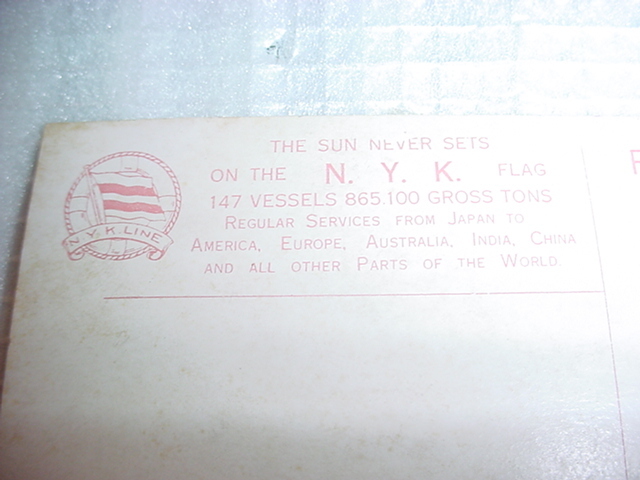 THE SUN NEVER SETS
ON THE N. Y. K. FLAG
147 VESSELS 865.100 GROSS TONS
REGULAR SERVICES FROM JAPAN TO
AMERICA, EUROPE, AUSTRALIA, INDIA, CHINA
AND ALL OTHER PARTS OF THE WORLD.
N.Y.K. LINE